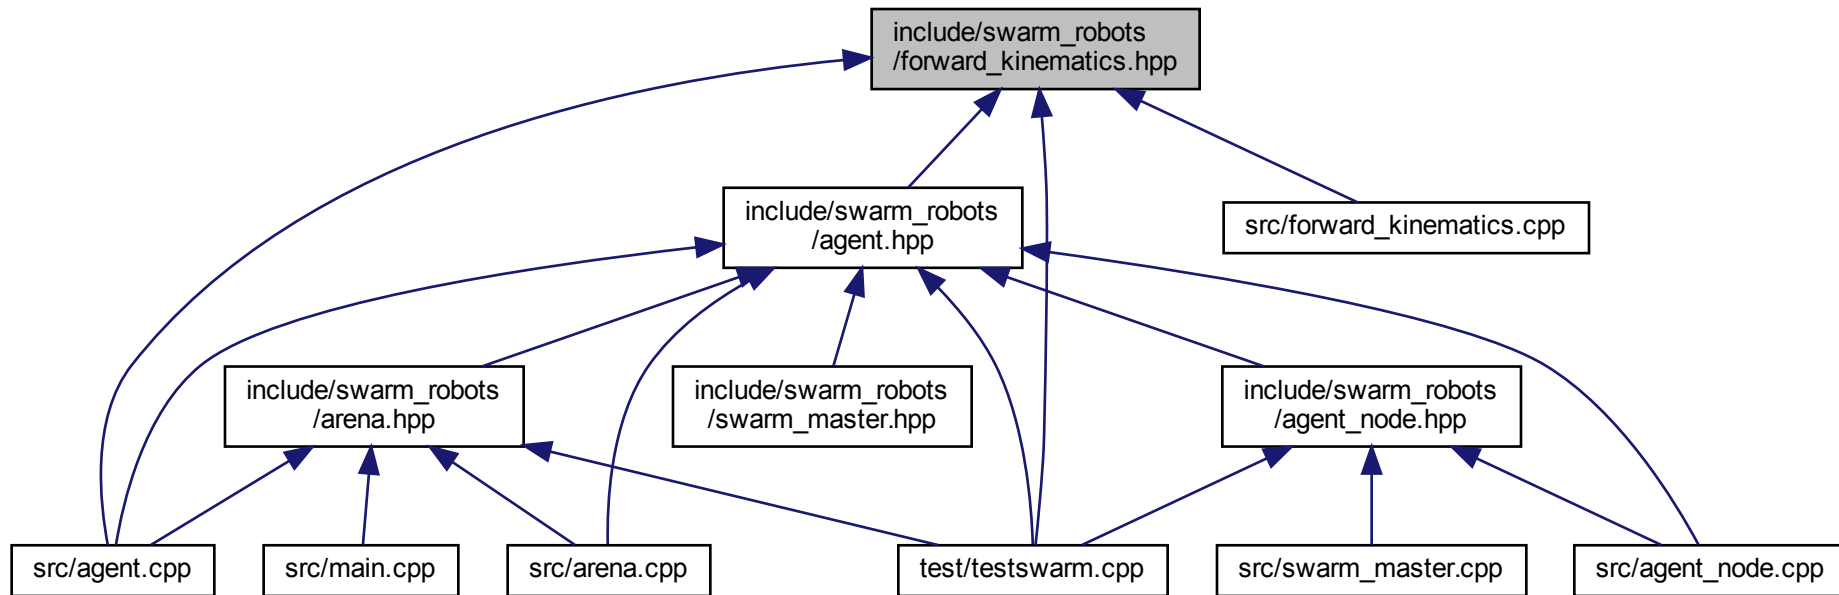 include/swarm_robots
/forward_kinematics.hpp
include/swarm_robots
/agent.hpp
src/forward_kinematics.cpp
include/swarm_robots
/arena.hpp
include/swarm_robots
/swarm_master.hpp
include/swarm_robots
/agent_node.hpp
src/agent.cpp
src/main.cpp
src/arena.cpp
test/testswarm.cpp
src/swarm_master.cpp
src/agent_node.cpp